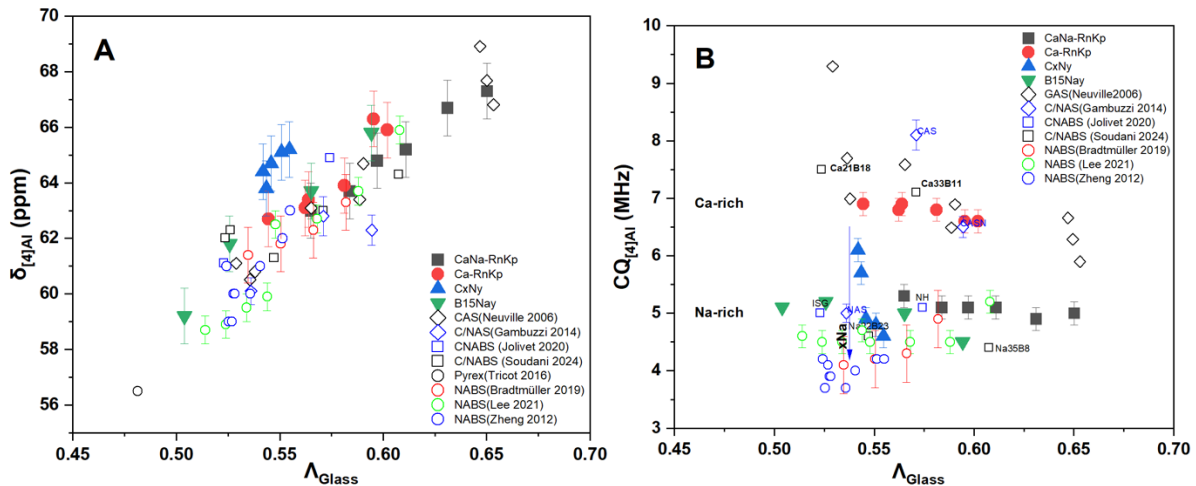 A
70
68
66
64
62
60
58
56
δ[4]Al (ppm)
0.45 0.50 0.55 0.60 0.65 0.70
ΛGlass
CaNa-RnKp
Ca-RnKp
CxNy
B15Nay
CAS(Neuville 2006)
C/NAS(Gambuzzi 2014)
CNABS (Jolivet 2020)
C/NABS (Soudani 2024)
Pyrex(Tricot 2016)
NABS(Bradtmüller 2019)
NABS(Lee 2021)
NABS(Zheng 2012)
B
10
9
8
7
6
5
4
3
CQ[4]Al (MHz)
0.45 0.50 0.55 0.60 0.65 0.70
ΛGlass
CaNa-RnKp
Ca-RnKp
CxNy
B15Nay
GAS(Neuville2006)
C/NAS(Gambuzzi 2014)
CNABS (Jolivet 2020)
C/NABS (Soudani 2024)
NABS(Bradtmüller 2019)
NABS (Lee 2021)
NABS(Zheng 2012)
CAS
Ca21B18
Ca33B11
Ca-rich
CASN
Na-rich
ISG
NAS
NH
xNa
Na35B8